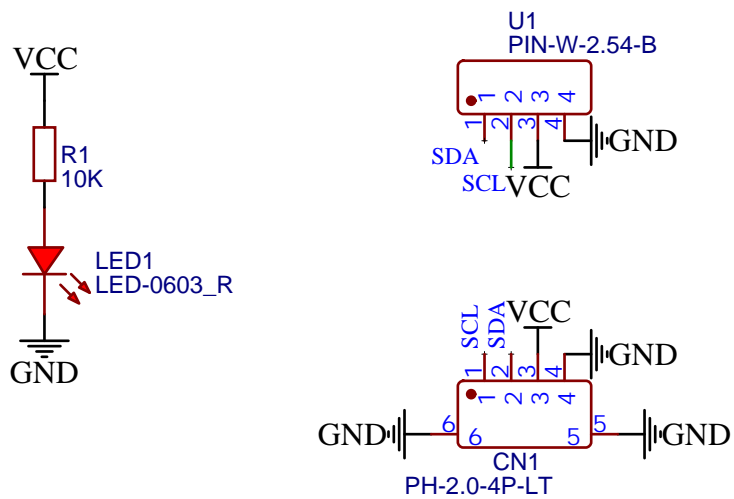 VCC
R1
10K
LED1
LED-0603_R
GND
U1
PIN-W-2.54-B
1 2 3 4
1 2 3 4
SDA
SCL
VCC
GND
SCL
SDA
VCC
GND
1 2 3 4
1 2 3 4
GND
6
6
5
5
GND
CN1
PH-2.0-4P-LT